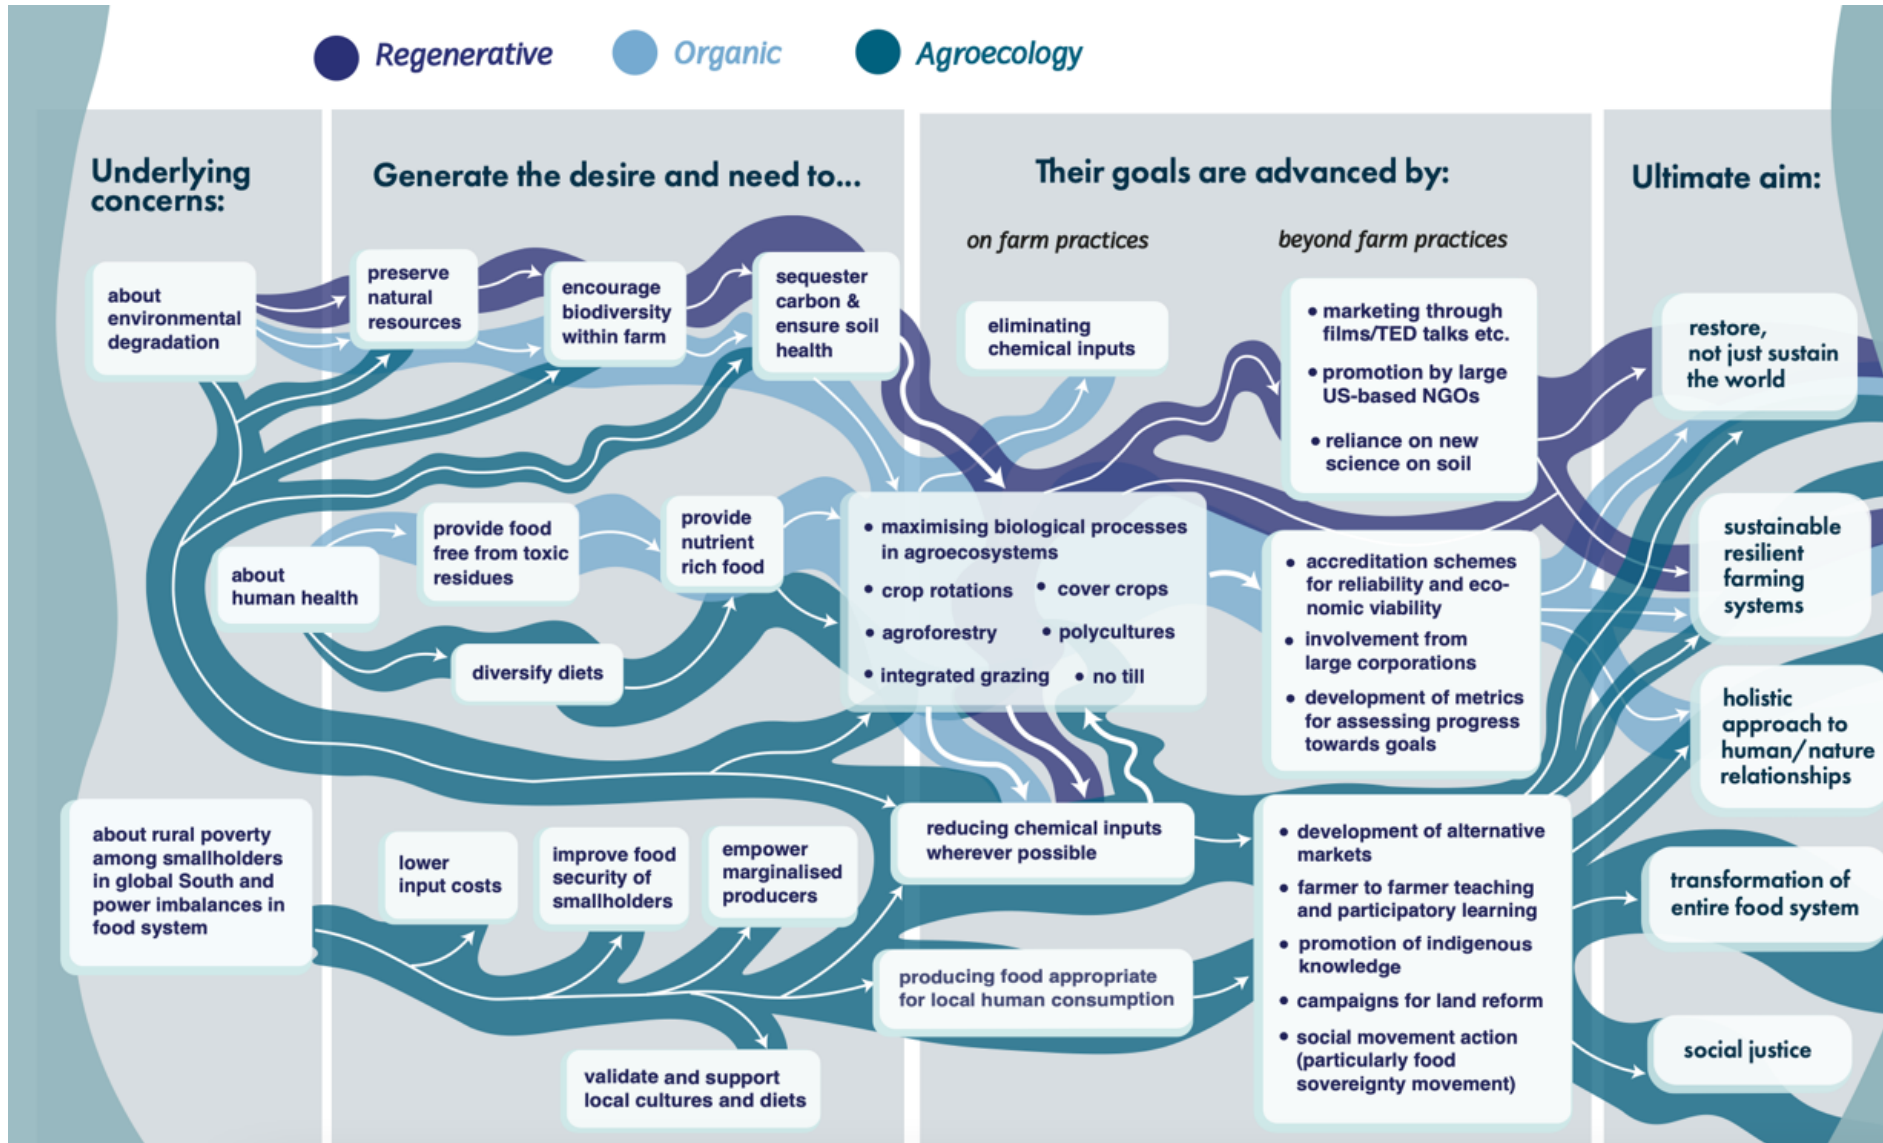 Regenerative
Organic
Agroecology
Underlying
concerns:
Generate the desire and need to...
Their goals are advanced by:
Ultimate aim:
on farm practices
beyond farm practices
about
environmental
degradation
preserve
natural
resources
encourage
biodiversity
within farm
sequester
carbon &
ensure soil
health
eliminating
chemical inputs
• marketing through
films/TED talks etc.
• promotion by large
US-based NGOs
• reliance on new
science on soil
restore,
not just sustain
the world
about
human health
provide food
free from toxic
residues
provide
nutrient
rich food
diversify diets
• maximising biological processes
in agroecosystems
• crop rotations
• cover crops
• agroforestry
• polycultures
• integrated grazing
• no till
• accreditation schemes
for reliability and eco-
nomic viability
• involvement from
large corporations
• development of metrics
for assessing progress
towards goals
sustainable
resilient
farming
systems
holistic
approach to
human/nature
relationships
about rural poverty
among smallholders
in global South and
power imbalances in
food system
lower
input costs
improve food
security of
smallholders
empower
marginalised
producers
validate and support
local cultures and diets
reducing chemical inputs
wherever possible
producing food appropriate
for local human consumption
• development of alternative
markets
• farmer to farmer teaching
and participatory learning
• promotion of indigenous
knowledge
• campaigns for land reform
• social movement action
(particularly food
sovereignty movement)
transformation of
entire food system
social justice